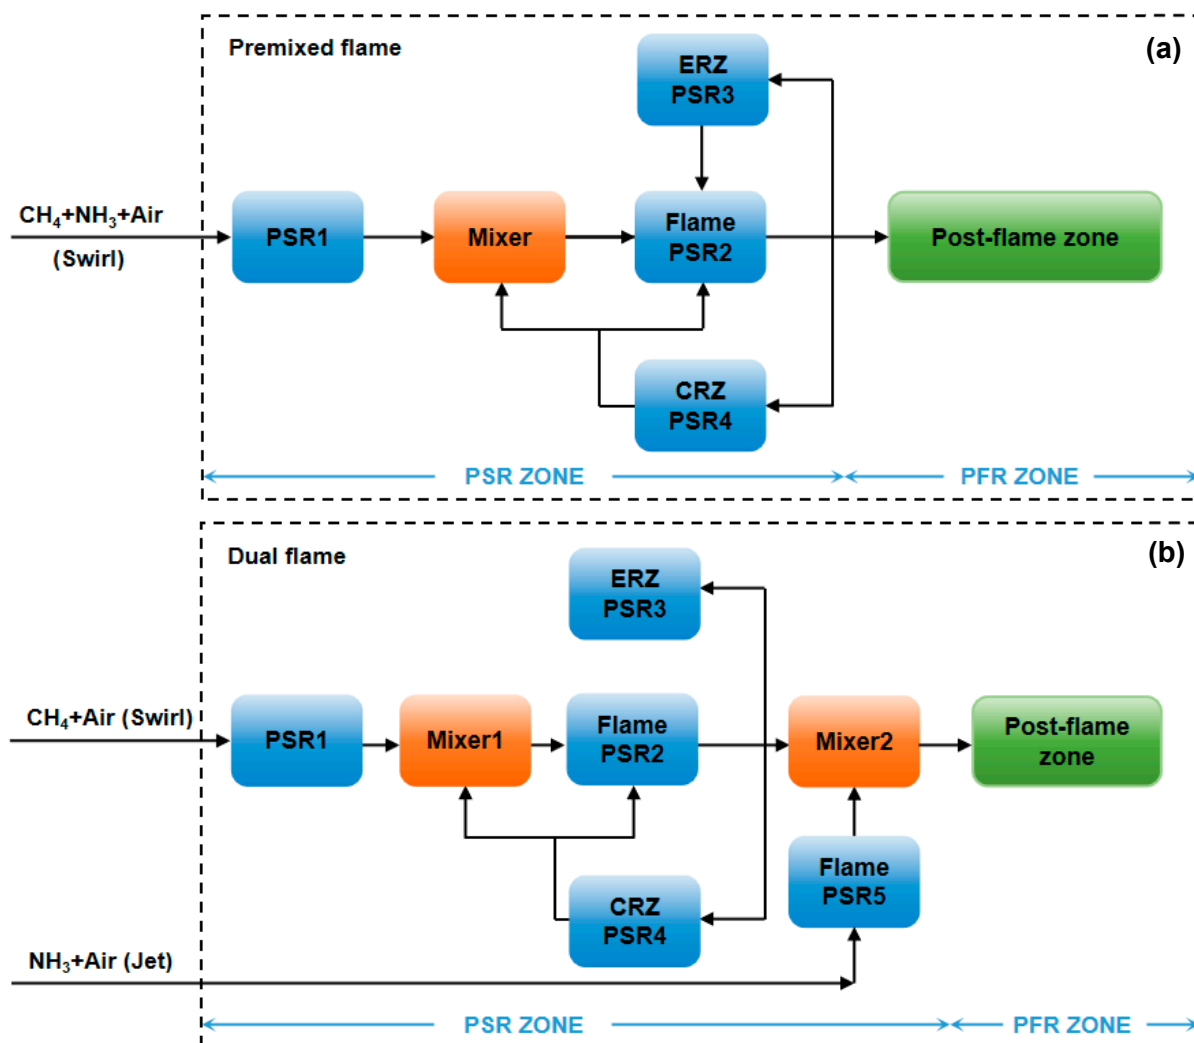 Premixed flame
(a)
ERZ
PSR3
CH₄+NH₃+Air
(Swirl)
PSR1
Mixer
Flame
PSR2
Post-flame zone
CRZ
PSR4
PSR ZONE
PFR ZONE
Dual flame
(b)
ERZ
PSR3
CH₄+Air (Swirl)
PSR1
Mixer1
Flame
PSR2
Mixer2
Post-flame
zone
Flame
PSR5
CRZ
PSR4
NH₃+Air (Jet)
PSR ZONE
PFR ZONE